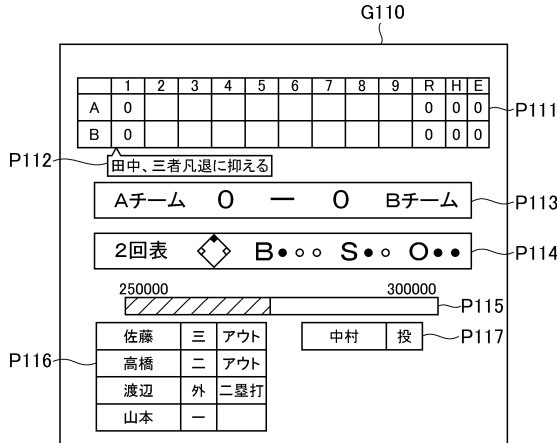 G110
1 2 3 4 5 6 7 8 9 R H E
A 0 0 0 0
B 0 0 0 0
P111
P112
田中、三者凡退に抑える
Aチーム 0 ー 0 Bチーム
P113
2回表 B●○○ S●○ O●●
P114
250000 300000
P115
P116
佐藤 三 アウト
高橋 二 アウト
渡辺 外 二塁打
山本 一
中村 投
P117